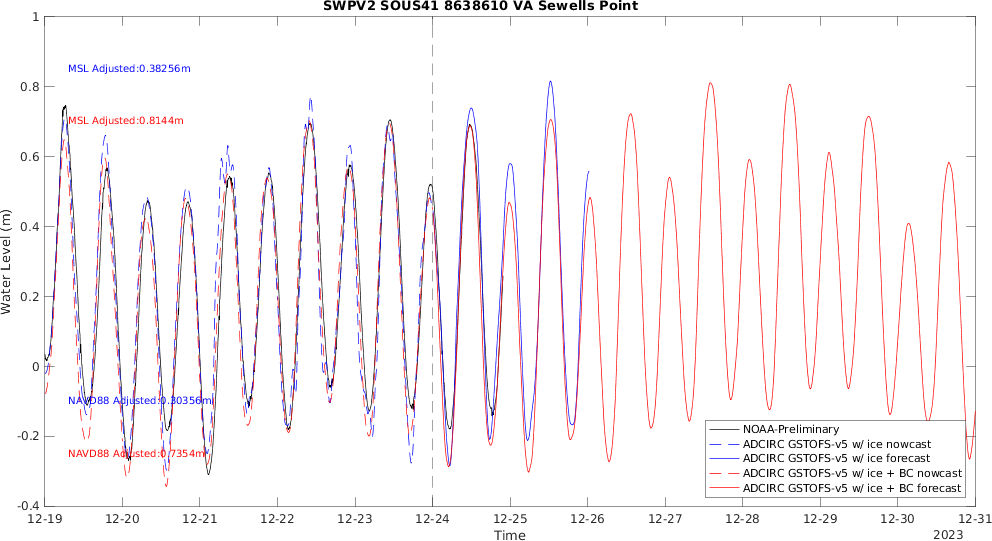 SWPV2 SOUS41 8638610 VA Sewells Point
1
0.8
0.6
0.4
0.2
0
-0.2
-0.4
Water Level (m)
MSL Adjusted:0.38256m
MSL Adjusted:0.8144m
NAVD88 Adjusted:0.30356m
NAVD88 Adjusted:0.7354m
NOAA-Preliminary
ADCIRC GSTOFS-v5 w/ ice nowcast
ADCIRC GSTOFS-v5 w/ ice forecast
ADCIRC GSTOFS-v5 w/ ice + BC nowcast
ADCIRC GSTOFS-v5 w/ ice + BC forecast
12-19 12-20 12-21 12-22 12-23 12-24 12-25 12-26 12-27 12-28 12-29 12-30 12-31
Time
2023